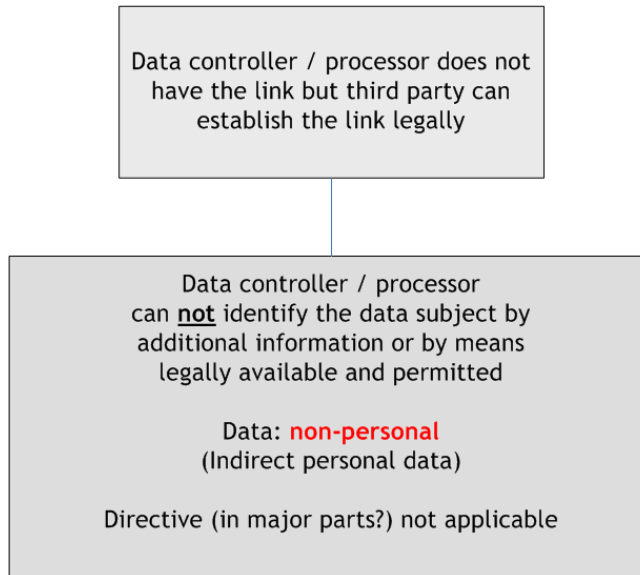 Data controller / processor does not
have the link but third party can
establish the link legally
Data controller / processor
can not identify the data subject by
additional information or by means
legally available and permitted
Data: non-personal
(Indirect personal data)
Directive (in major parts?) not applicable